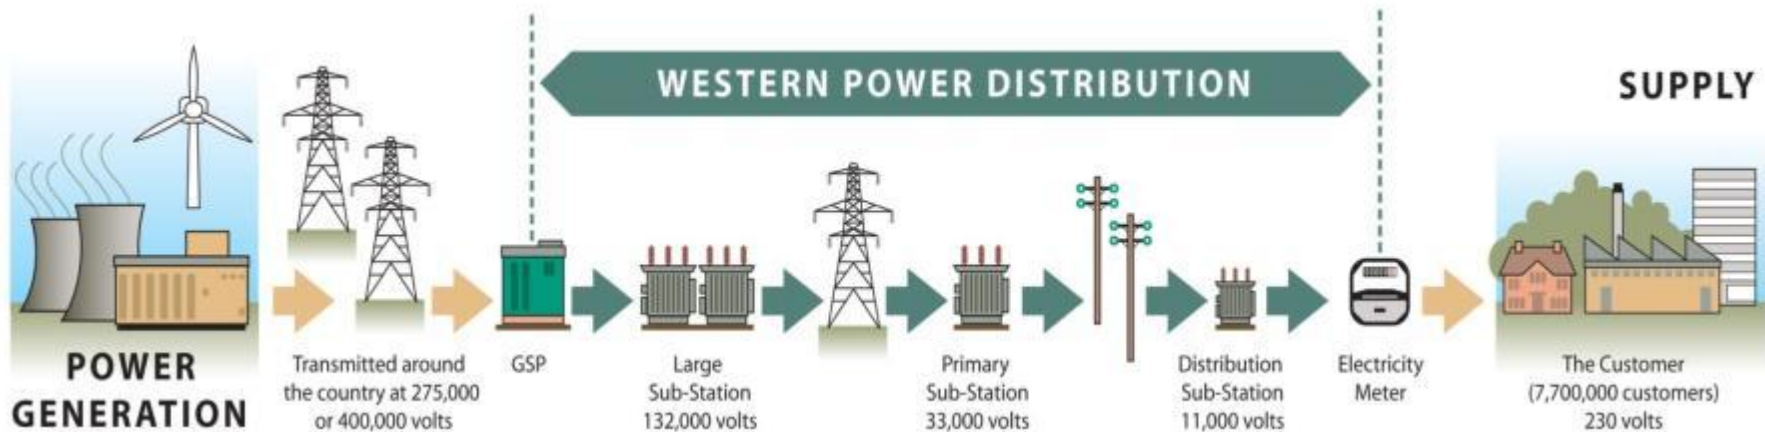 WESTERN POWER DISTRIBUTION
SUPPLY
POWER
GENERATION
Transmitted around
the country at 275,000
or 400,000 volts
GSP
Large
Sub-Station
132,000 volts
Primary
Sub-Station
33,000 volts
Distribution
Sub-Station
11,000 volts
Electricity
Meter
The Customer
(7,700,000 customers)
230 volts